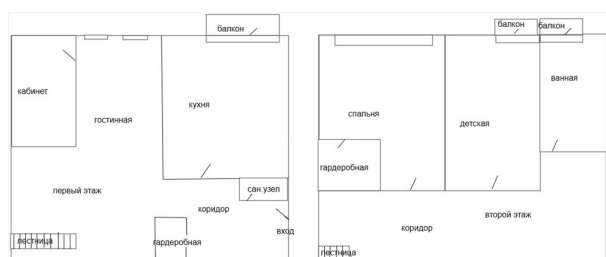 балкон
кабинет
гостинная
кухня
первый этаж
сан.узел
коридор
вход
лестница
гардеробная
балкон
балкон
ванная
спальня
детская
гардеробная
второй этаж
коридор
лестница